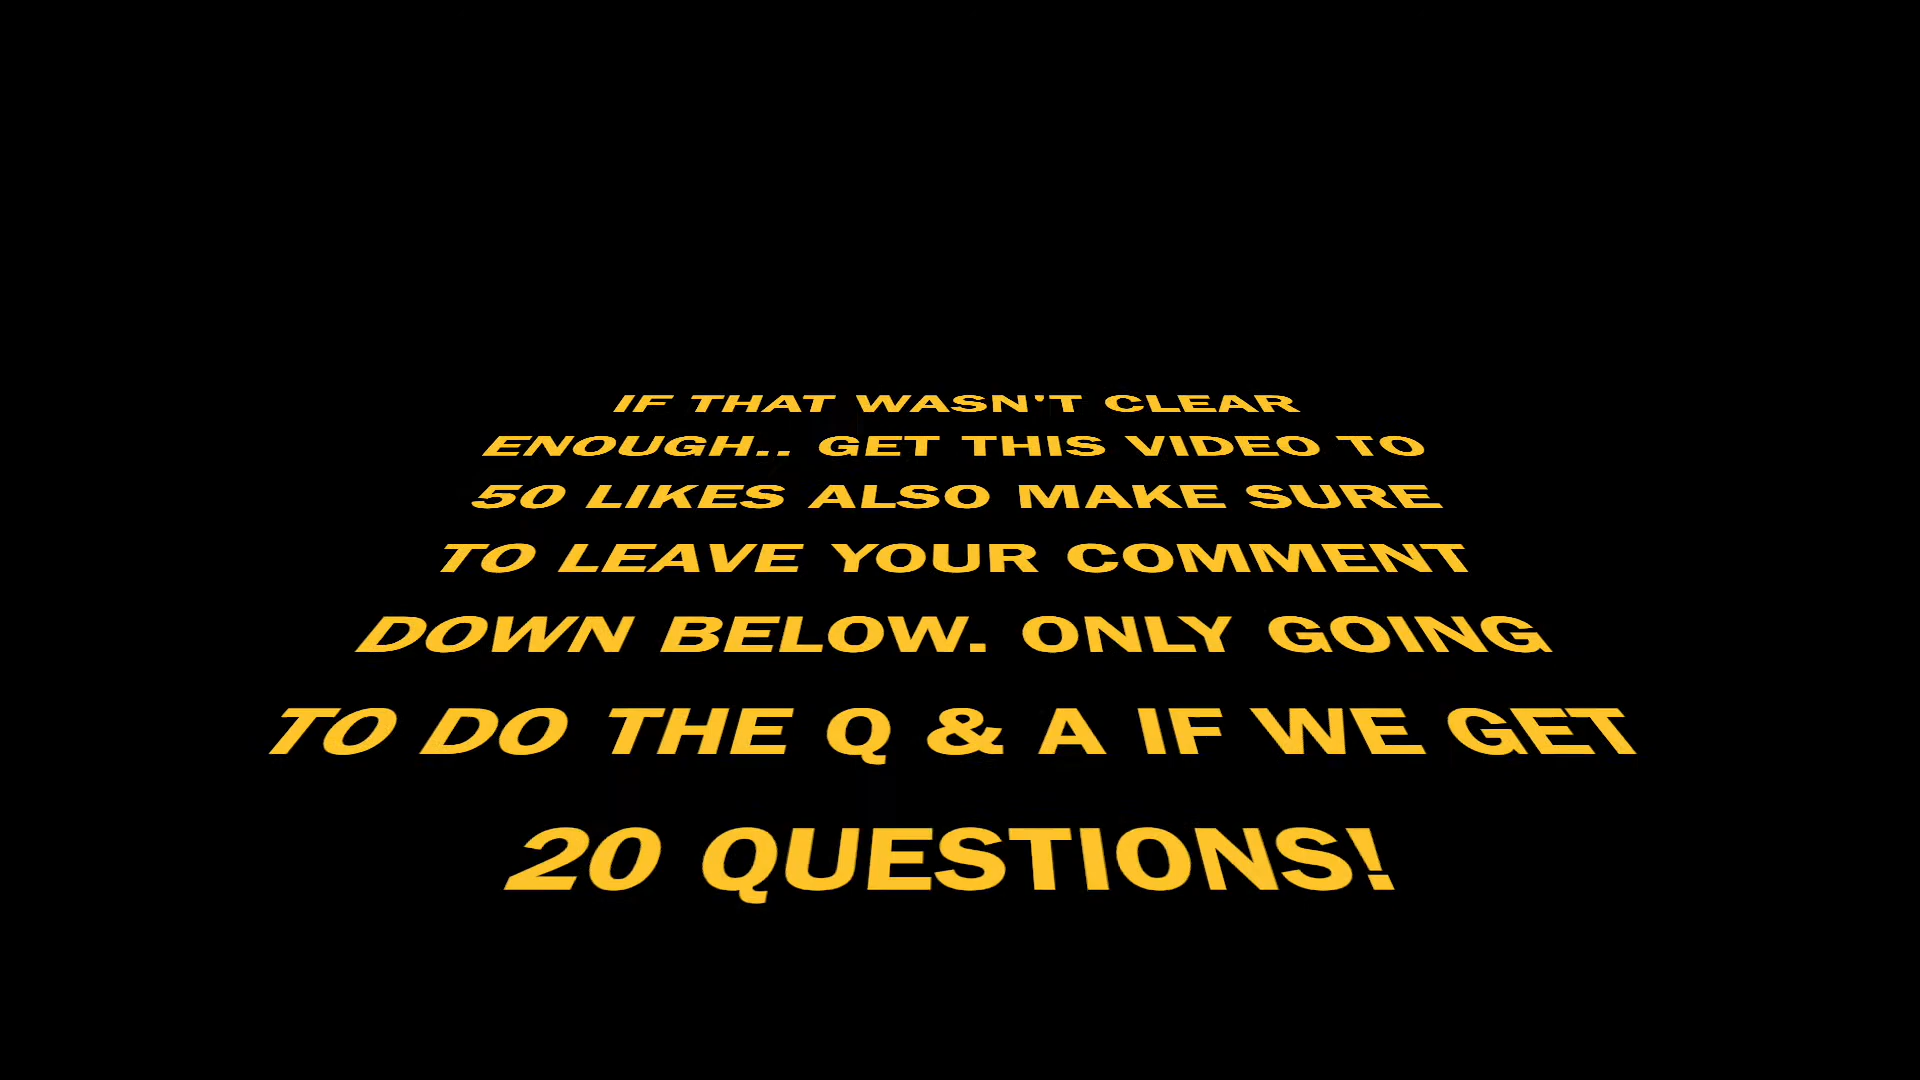 IF THAT WASN'T CLEAR
ENOUGH.. GET THIS VIDEO TO
50 LIKES ALSO MAKE SURE
TO LEAVE YOUR COMMENT
DOWN BELOW. ONLY GOING
TO DO THE Q & A IF WE GET
20 QUESTIONS!